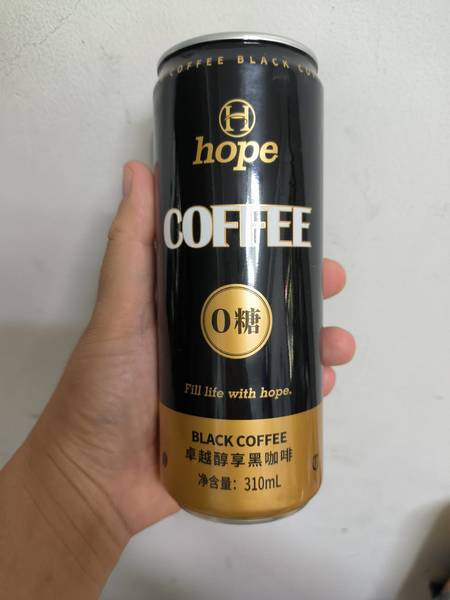 COFFEE BLACK CO
H
hope
COFFEE
0糖
Fill life with hope.
BLACK COFFEE
卓越醇享黑咖啡
净含量：310mL